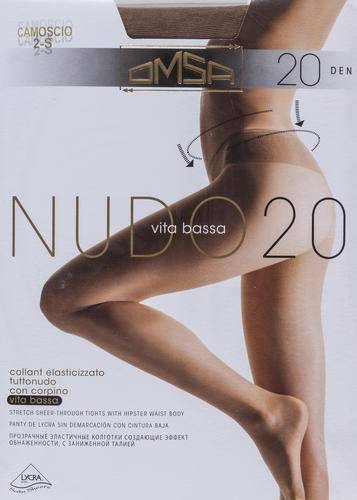 CAMOSCIO
2-S
OMSA
20 DEN
NUDO 20
vita bassa
collant elasticizzato
tuttonudo
con corpino
vita bassa
STRETCH SHEER-THROUGH TIGHTS WITH HIPSTER WAIST BODY
PANTY DE LYCRA SIN DEMARCACIÓN CON CINTURA BAJA
ПРОЗРАЧНЫЕ ЭЛАСТИЧНЫЕ КОЛГОТКИ СОЗДАЮЩИЕ ЭФФЕКТ
ОБНАЖЕННОСТИ, С ЗАНИЖЕННОЙ ТАЛИЕЙ
LYCRA